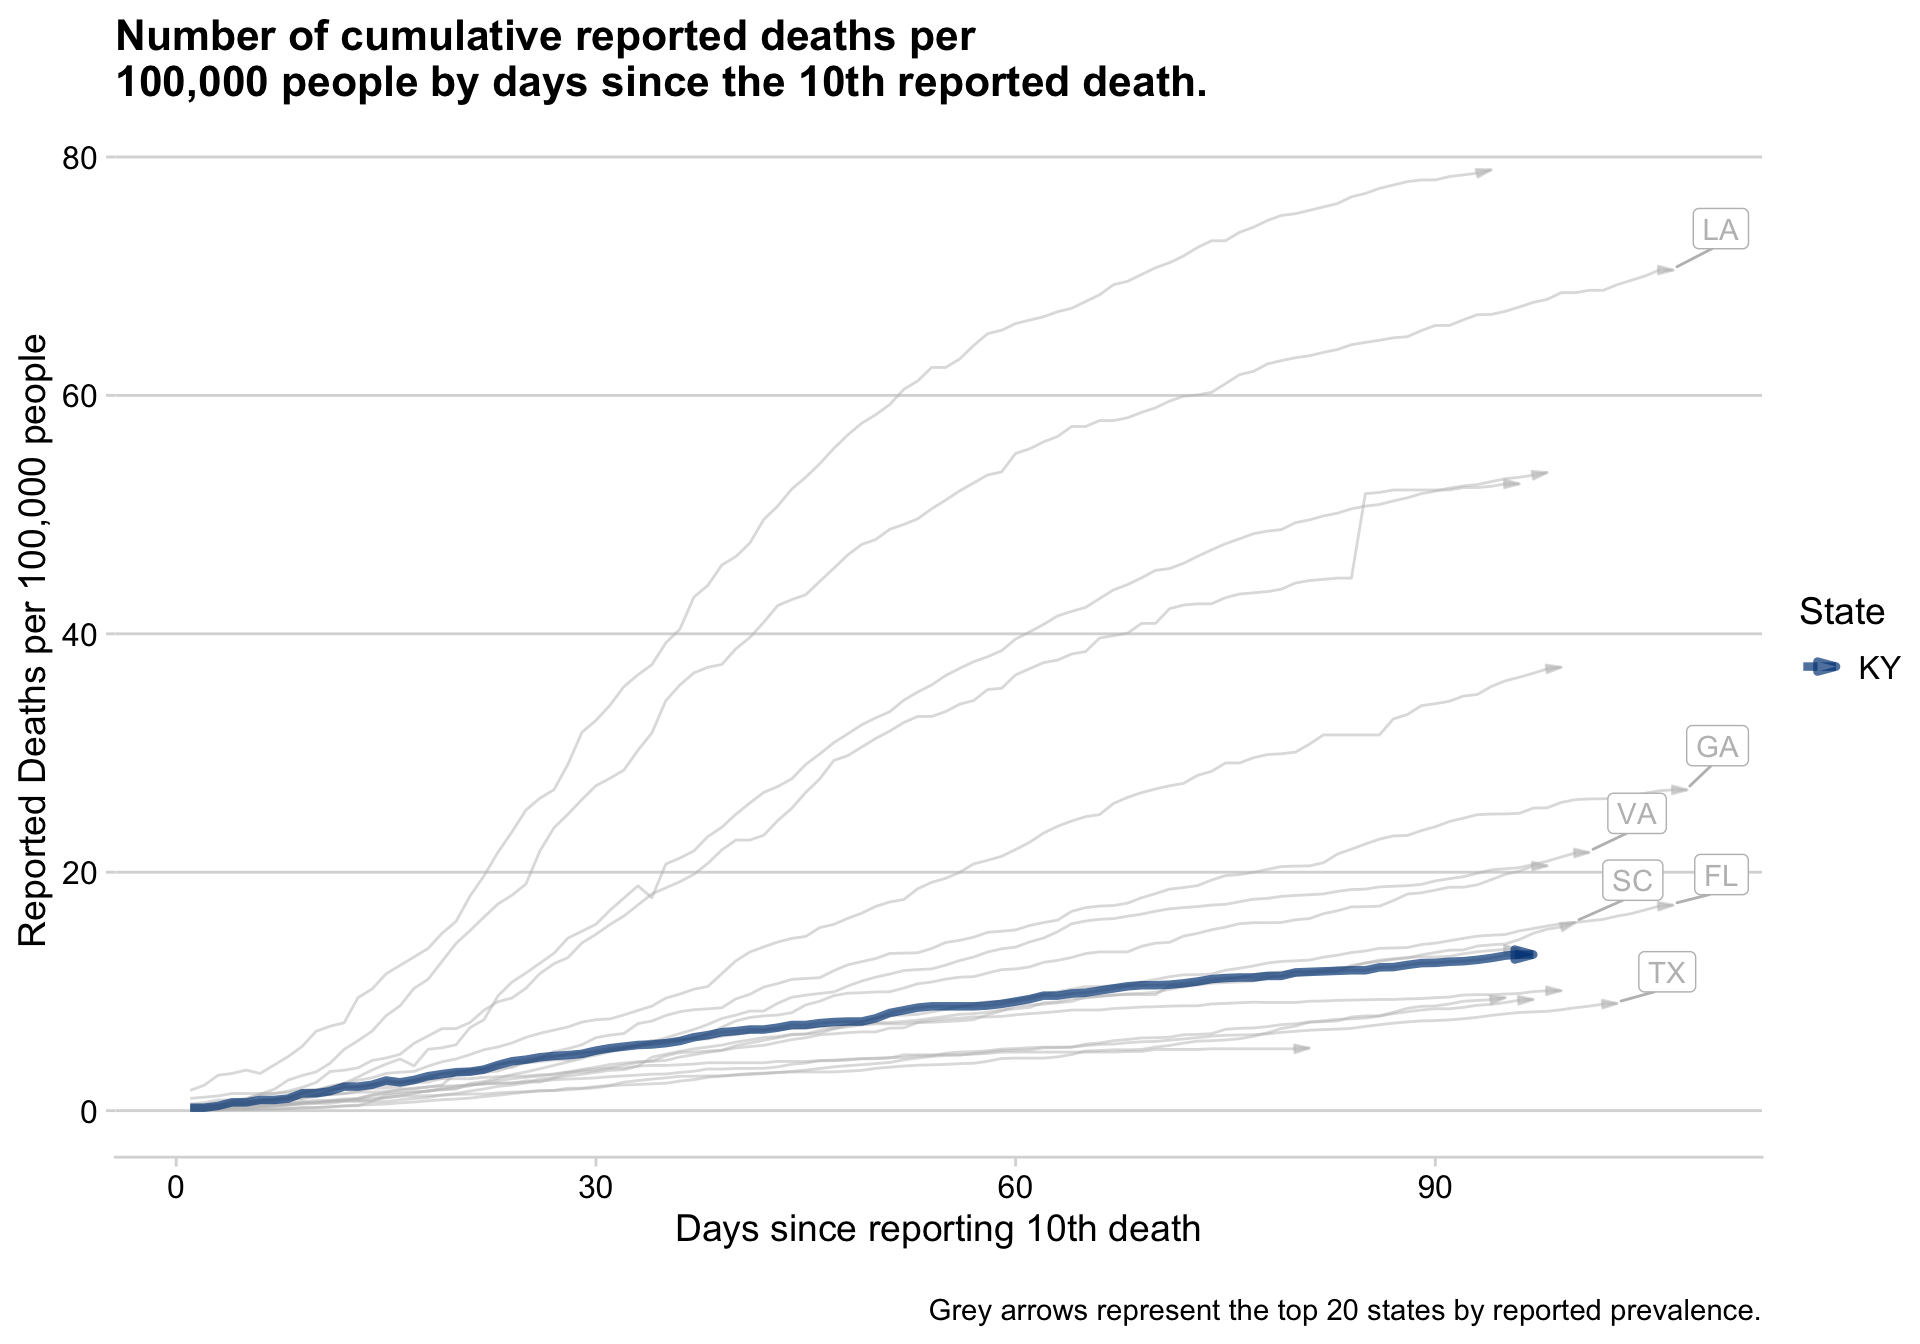 Number of cumulative reported deaths per
100,000 people by days since the 10th reported death.
Reported Deaths per 100,000 people
80
60
40
20
0
LA
GA
VA
SC
FL
TX
State
KY
0
30
60
90
Days since reporting 10th death
Grey arrows represent the top 20 states by reported prevalence.